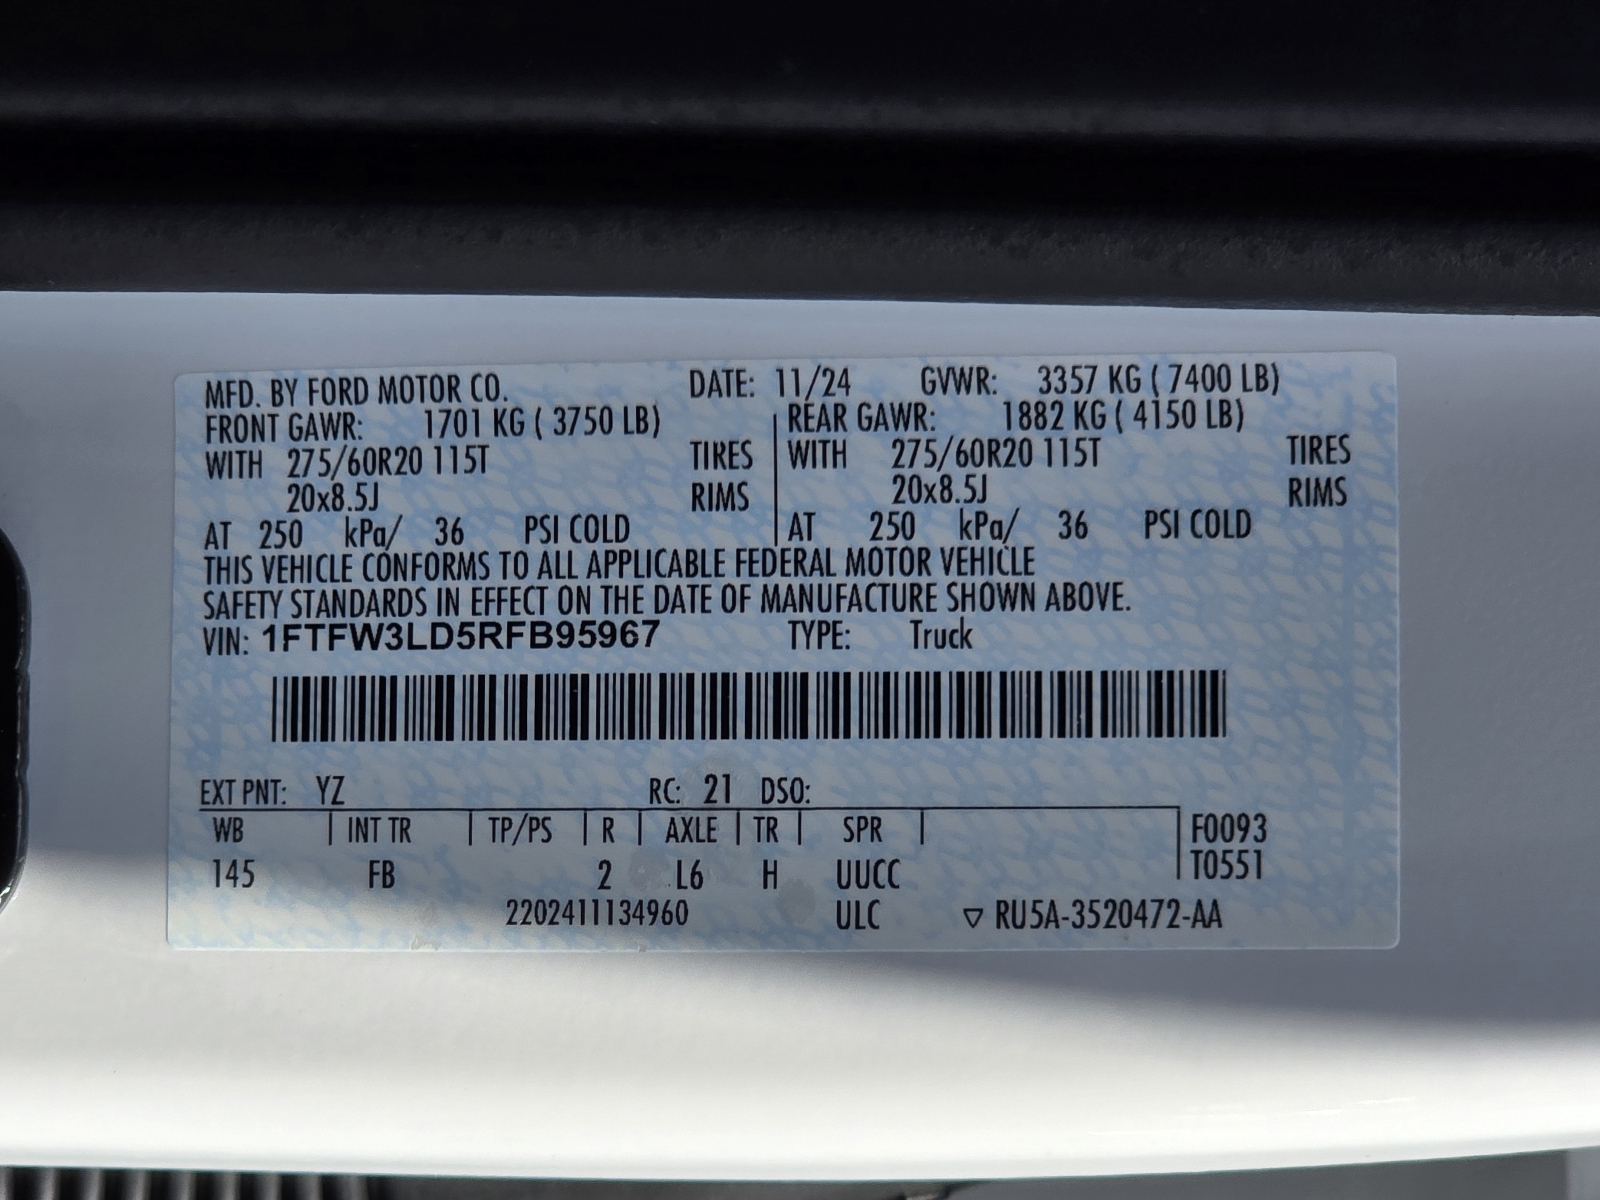 MFD. BY FORD MOTOR CO. DATE: 11/24 GVWR: 3357 KG ( 7400 LB)
FRONT GAWR: 1701 KG ( 3750 LB) REAR GAWR: 1882 KG ( 4150 LB)
WITH 275/60R20 115T TIRES WITH 275/60R20 115T TIRES
20x8.5J RIMS 20x8.5J RIMS
AT 250 kPa/ 36 PSI COLD AT 250 kPa/ 36 PSI COLD
THIS VEHICLE CONFORMS TO ALL APPLICABLE FEDERAL MOTOR VEHICLE
SAFETY STANDARDS IN EFFECT ON THE DATE OF MANUFACTURE SHOWN ABOVE.
VIN: 1FTFW3LD5RFB95967 TYPE: Truck
EXT PNT: YZ RC: 21 DSO:
WB INT TR TP/PS R AXLE TR SPR F0093
145 FB 2 L6 H UUCC T0551
2202411134960 ULC ▽ RU5A-3520472-AA